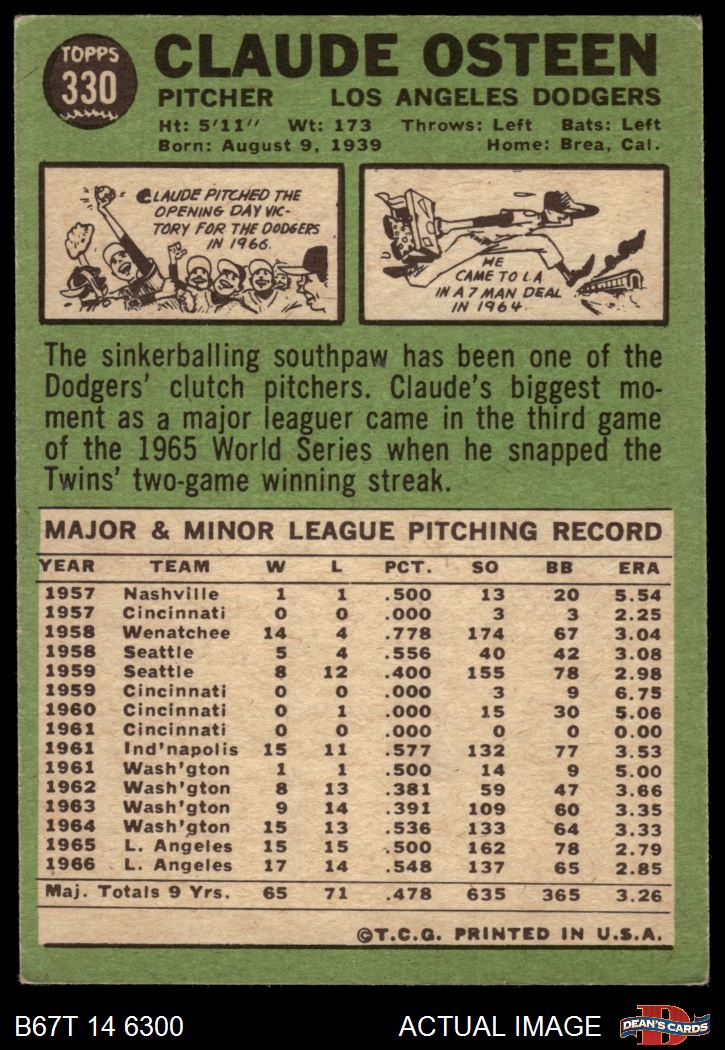 TOPPS
330
CLAUDE OSTEEN
PITCHER LOS ANGELES DODGERS
Ht: 5'11" Wt: 173 Throws: Left Bats: Left
Born: August 9, 1939 Home: Brea, Cal.
CLAUDE PITCHED THE
OPENING DAY VIC-
TORY FOR THE DODGERS
IN 1966.
HE
CAME TO L.A
IN A 7 MAN DEAL
IN 1964.
The sinkerballing southpaw has been one of the
Dodgers' clutch pitchers. Claude's biggest mo-
ment as a major leaguer came in the third game
of the 1965 World Series when he snapped the
Twins' two-game winning streak.
MAJOR & MINOR LEAGUE PITCHING RECORD
YEAR TEAM W L PCT. SO BB ERA
1957 Nashville 1 1 .500 13 20 5.54
1957 Cincinnati 0 0 .000 3 3 2.25
1958 Wenatchee 14 4 .778 174 67 3.04
1958 Seattle 5 4 .556 40 42 3.08
1959 Seattle 8 12 .400 155 78 2.98
1959 Cincinnati 0 0 .000 3 9 6.75
1960 Cincinnati 0 1 .000 15 30 5.06
1961 Cincinnati 0 0 .000 0 0 0.00
1961 Ind'napolis 15 11 .577 132 77 3.53
1961 Wash'gton 1 1 .500 14 9 5.00
1962 Wash'gton 8 13 .381 59 47 3.66
1963 Wash'gton 9 14 .391 109 60 3.35
1964 Wash'gton 15 13 .536 133 64 3.33
1965 L. Angeles 15 15 .500 162 78 2.79
1966 L. Angeles 17 14 .548 137 65 2.85
Maj. Totals 9 Yrs. 65 71 .478 635 365 3.26
©T.C.G. PRINTED IN U.S.A.
B67T 14 6300 ACTUAL IMAGE DEAN'S CARDS